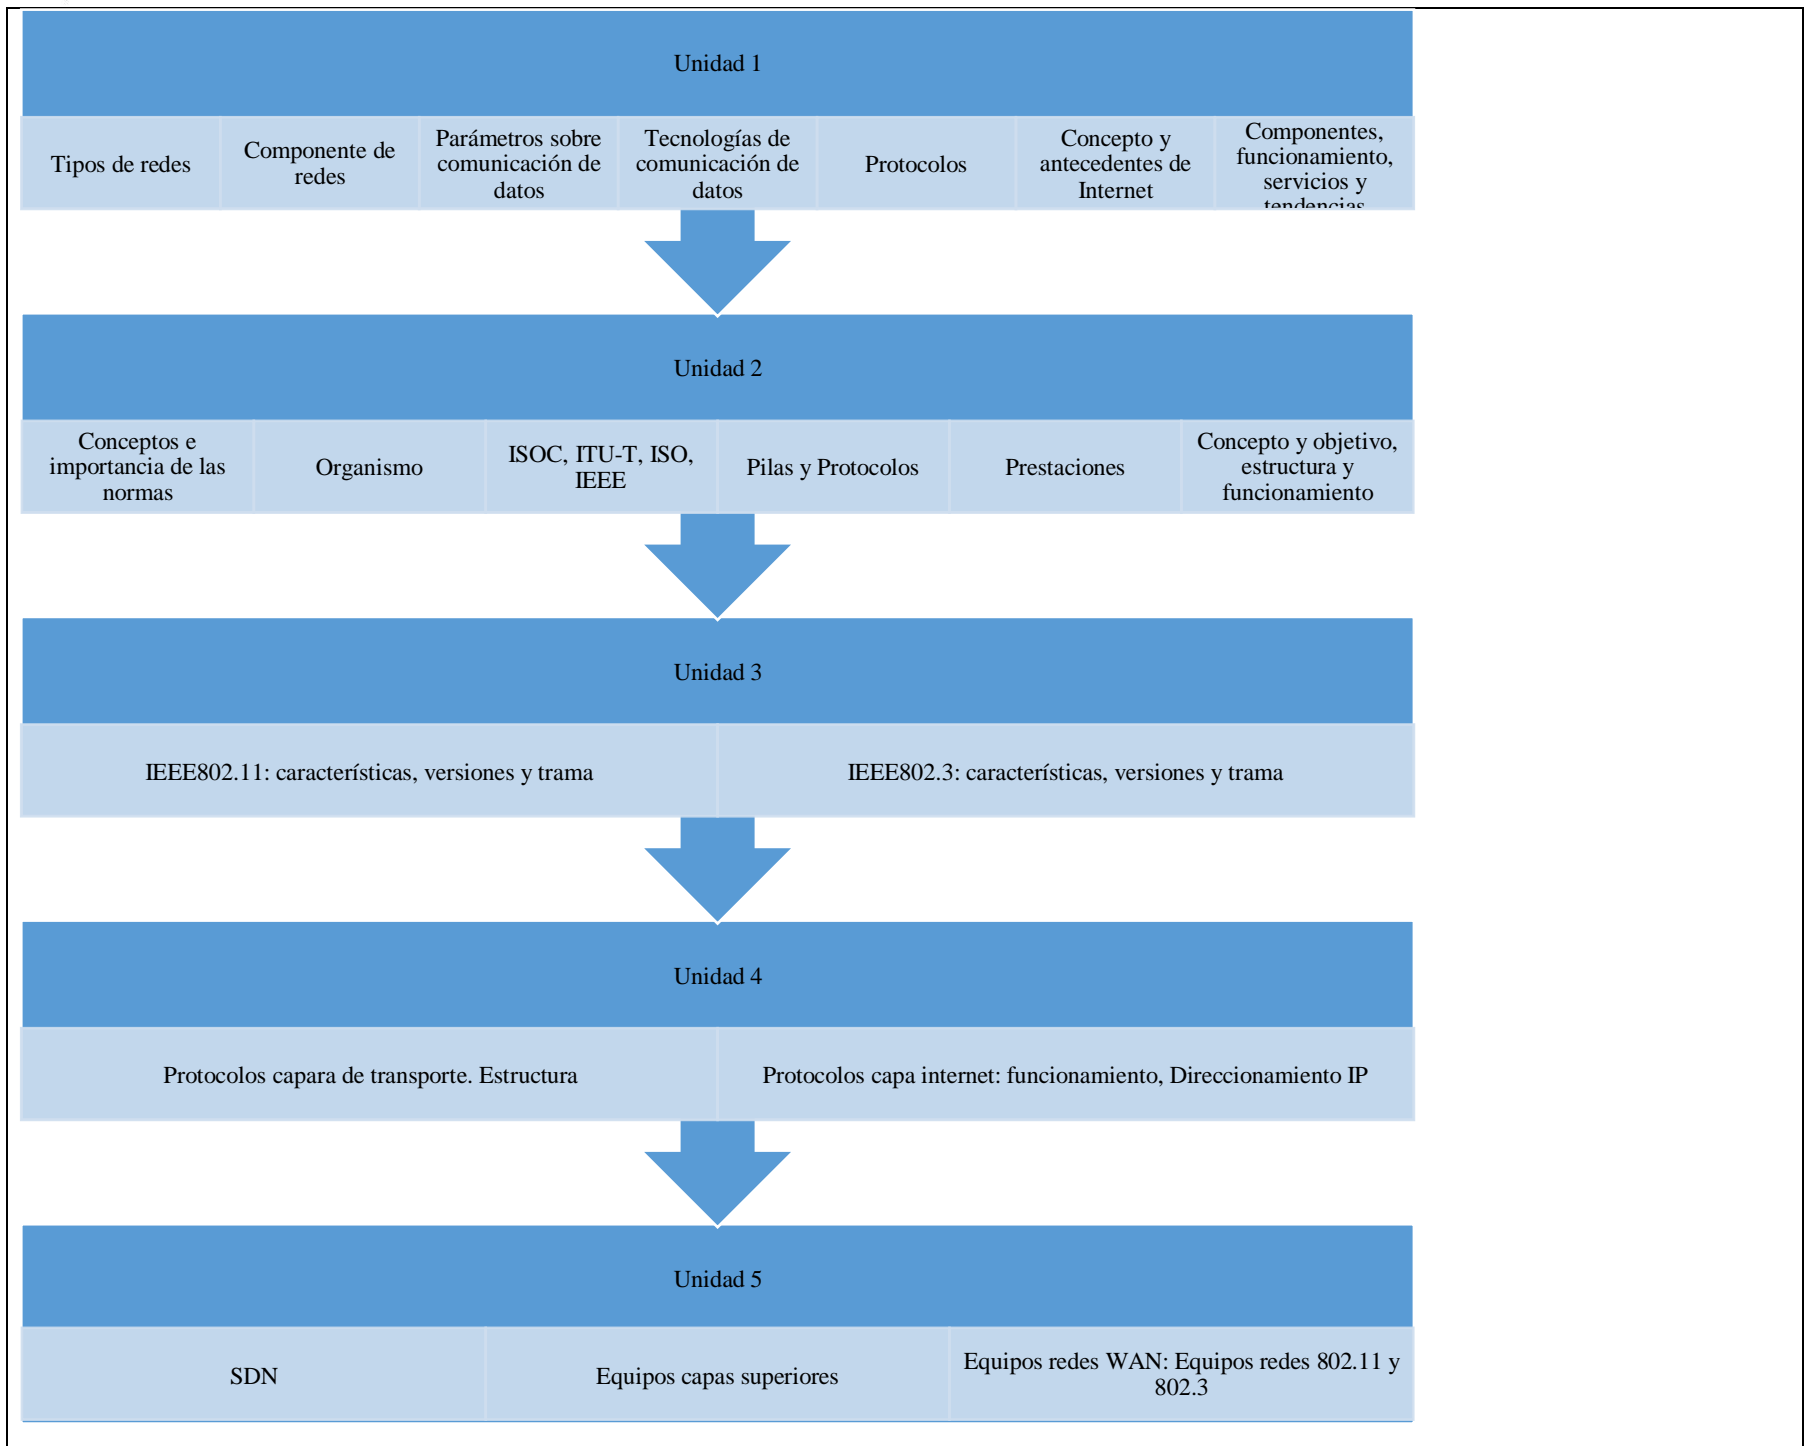 Unidad 1
Tipos de redes
Componente de
redes
Parámetros sobre
comunicación de
datos
Tecnologías de
comunicación de
datos
Protocolos
Concepto y
antecedentes de
Internet
Componentes,
funcionamiento,
servicios y
tendencias
Unidad 2
Conceptos e
importancia de las
normas
Organismo
ISOC, ITU-T, ISO,
IEEE
Pilas y Protocolos
Prestaciones
Concepto y objetivo,
estructura y
funcionamiento
Unidad 3
IEEE802.11: características, versiones y trama
IEEE802.3: características, versiones y trama
Unidad 4
Protocolos capara de transporte. Estructura
Protocolos capa internet: funcionamiento, Direccionamiento IP
Unidad 5
SDN
Equipos capas superiores
Equipos redes WAN: Equipos redes 802.11 y
802.3